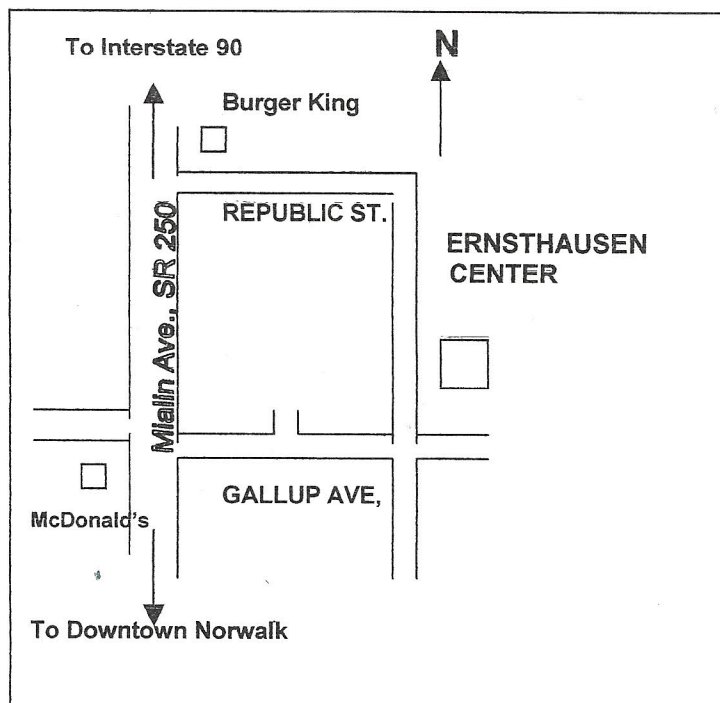 To Interstate 90
N
Burger King
REPUBLIC ST.
ERNSTHAUSEN
CENTER
Mialin Ave., SR 250
GALLUP AVE,
McDonald's
To Downtown Norwalk